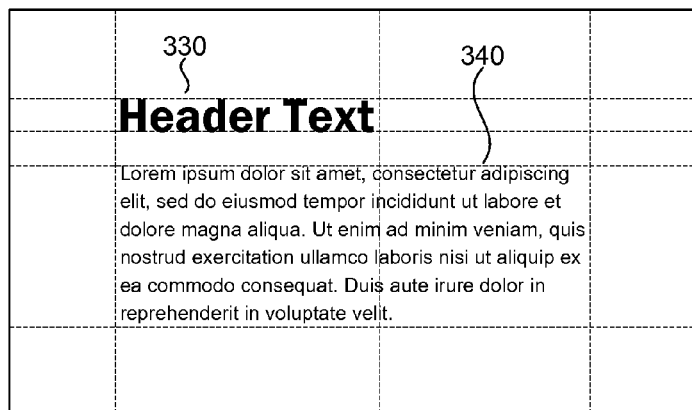 330
340
Header Text
Lorem ipsum dolor sit amet, consectetur adipiscing
elit, sed do eiusmod tempor incididunt ut labore et
dolore magna aliqua. Ut enim ad minim veniam, quis
nostrud exercitation ullamco laboris nisi ut aliquip ex
ea commodo consequat. Duis aute irure dolor in
reprehenderit in voluptate velit.